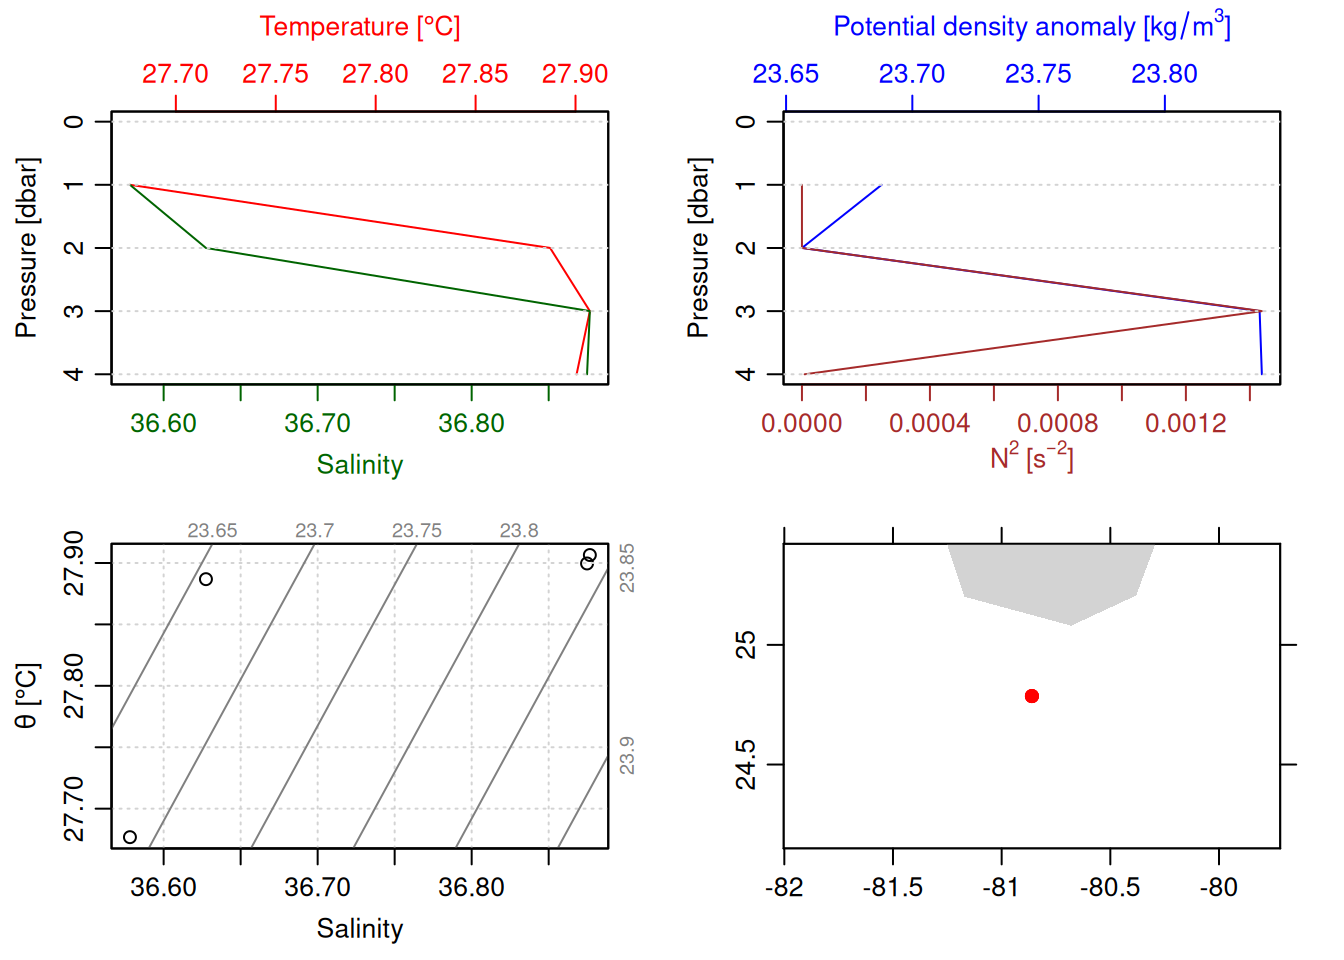 Temperature [°C]
27.70 27.75 27.80 27.85 27.90
Pressure [dbar]
0
1
2
3
4
36.60 36.70 36.80
Salinity
Potential density anomaly [kg/m³]
23.65 23.70 23.75 23.80
Pressure [dbar]
0
1
2
3
4
0.0000 0.0004 0.0008 0.0012
N² [s⁻²]
23.65 23.7 23.75 23.8
23.85
23.9
θ [°C]
27.90
27.80
27.70
36.60 36.70 36.80
Salinity
25
24.5
-82 -81.5 -81 -80.5 -80